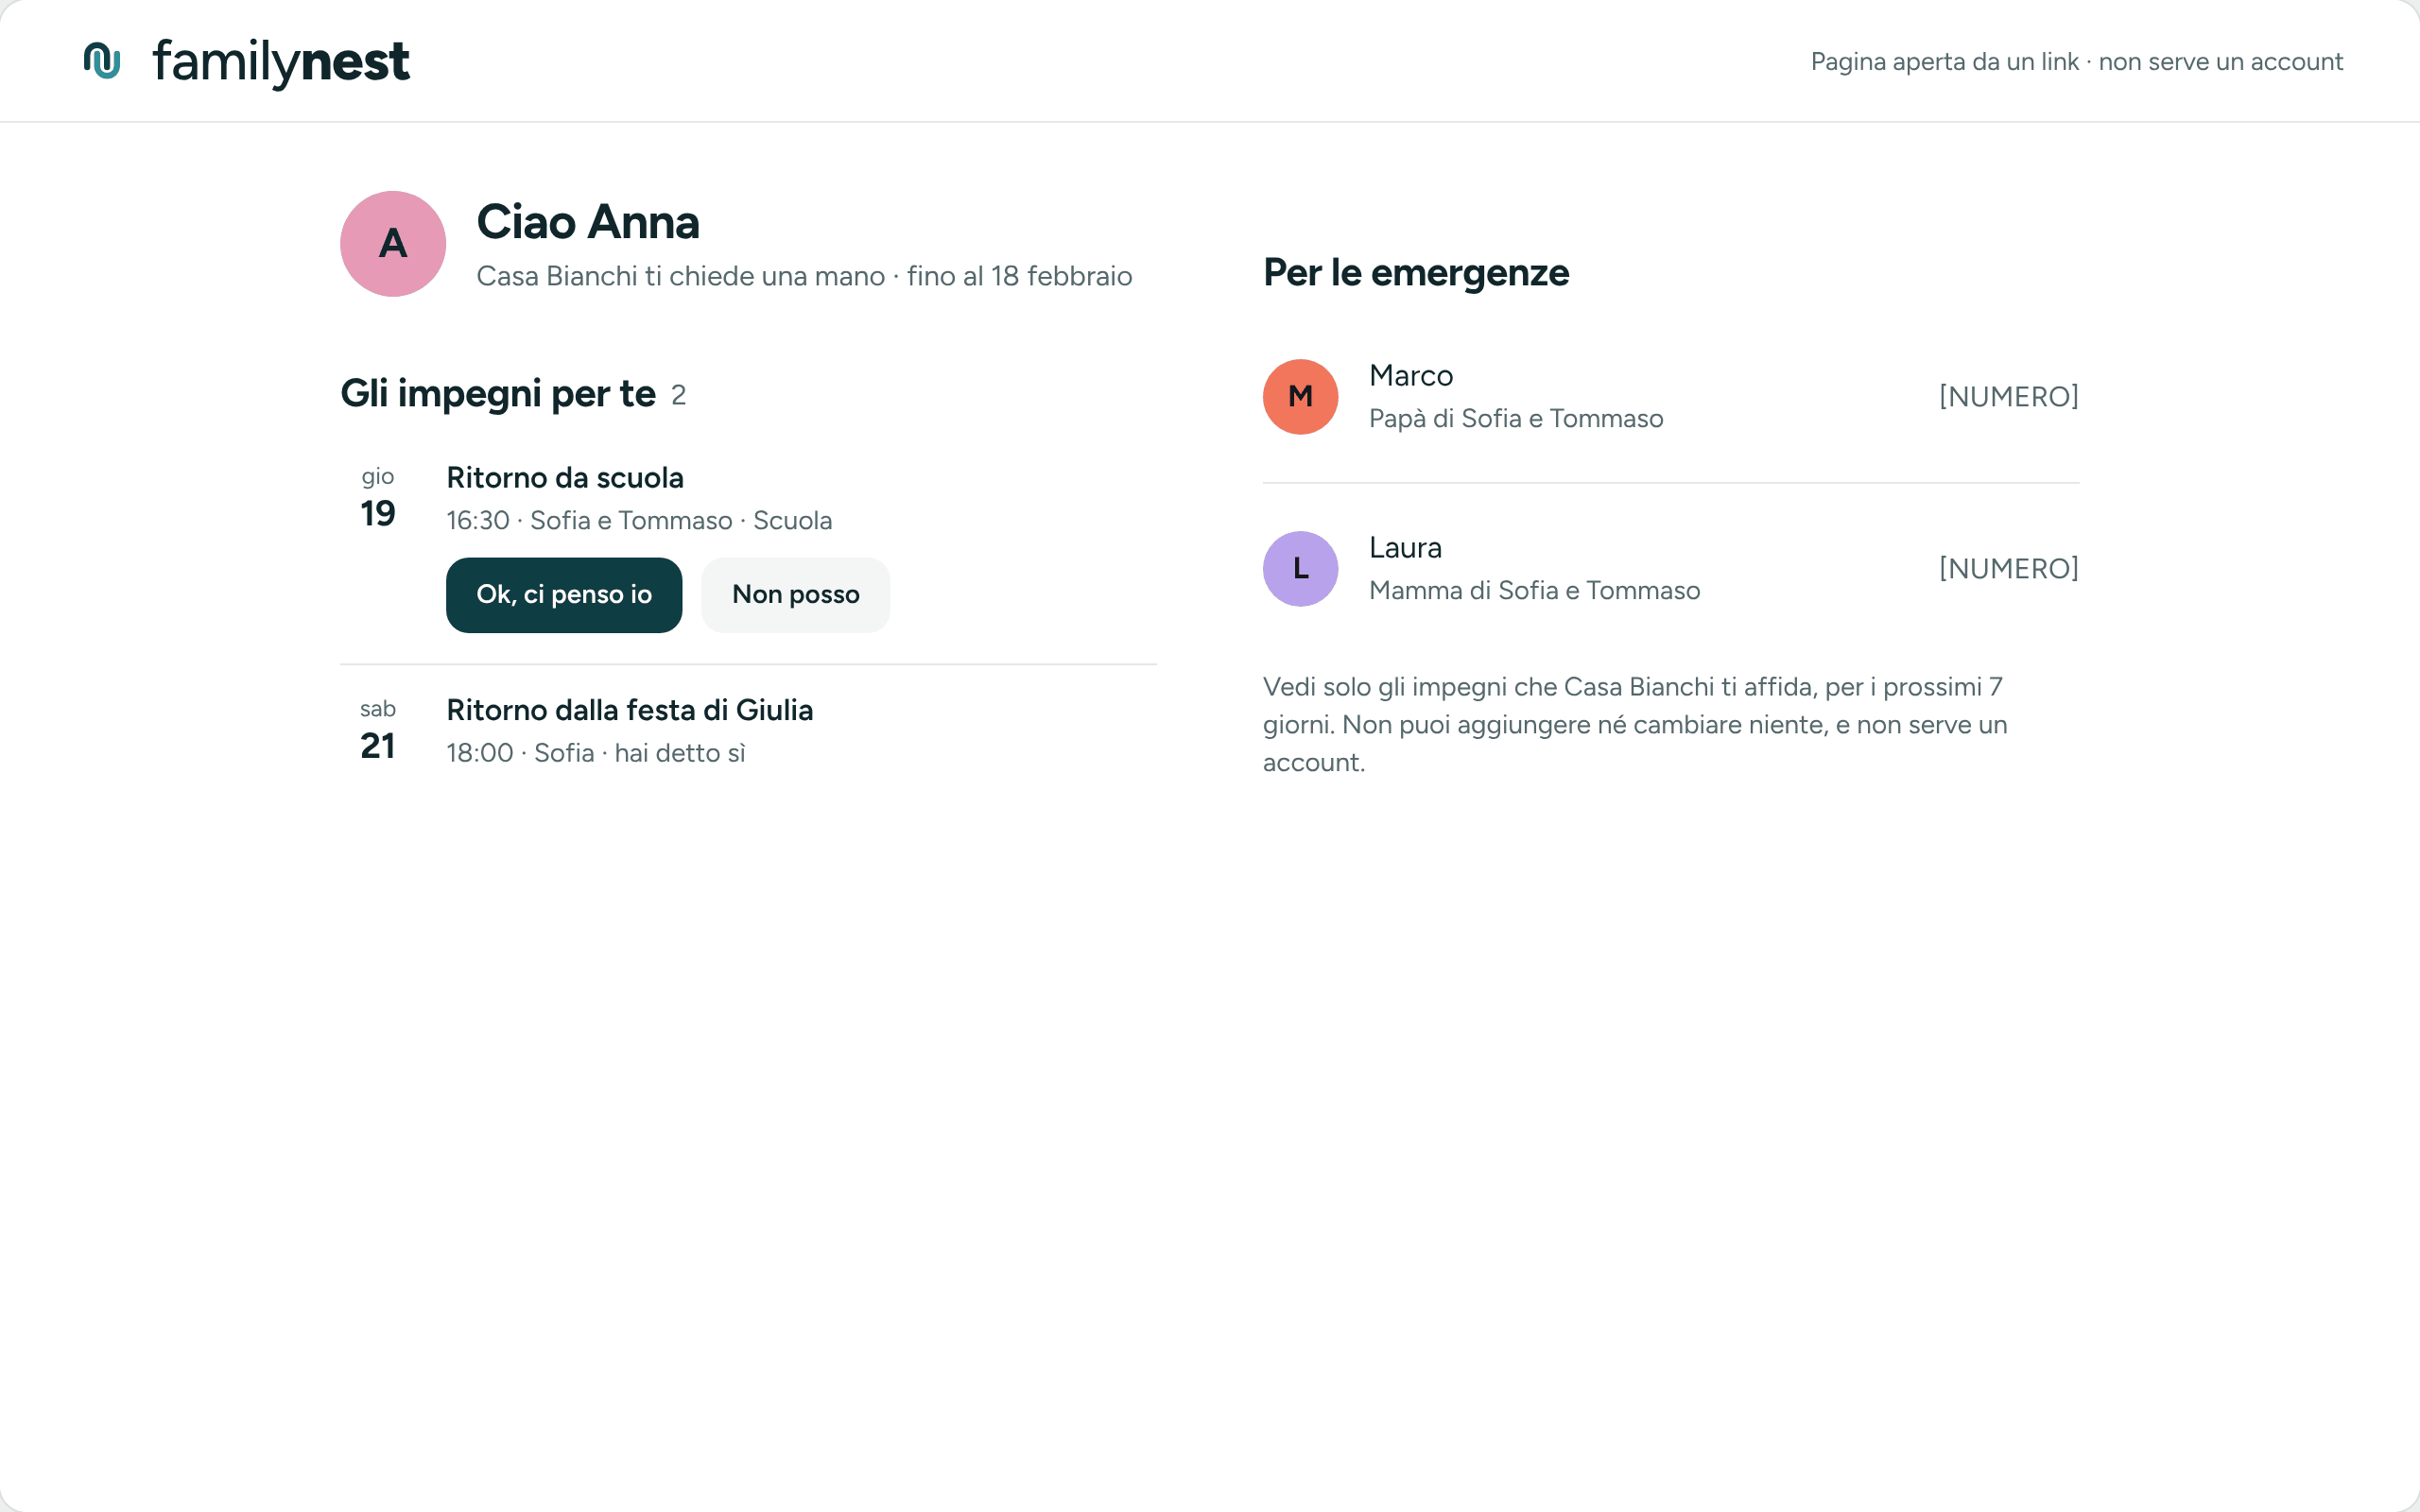 familynest
Pagina aperta da un link · non serve un account
A
Ciao Anna
Casa Bianchi ti chiede una mano · fino al 18 febbraio
Gli impegni per te 2
gio
19
Ritorno da scuola
16:30 · Sofia e Tommaso · Scuola
Ok, ci penso io
Non posso
sab
21
Ritorno dalla festa di Giulia
18:00 · Sofia · hai detto sì
Per le emergenze
M
Marco
Papà di Sofia e Tommaso
[NUMERO]
L
Laura
Mamma di Sofia e Tommaso
[NUMERO]
Vedi solo gli impegni che Casa Bianchi ti affida, per i prossimi 7
giorni. Non puoi aggiungere né cambiare niente, e non serve un
account.